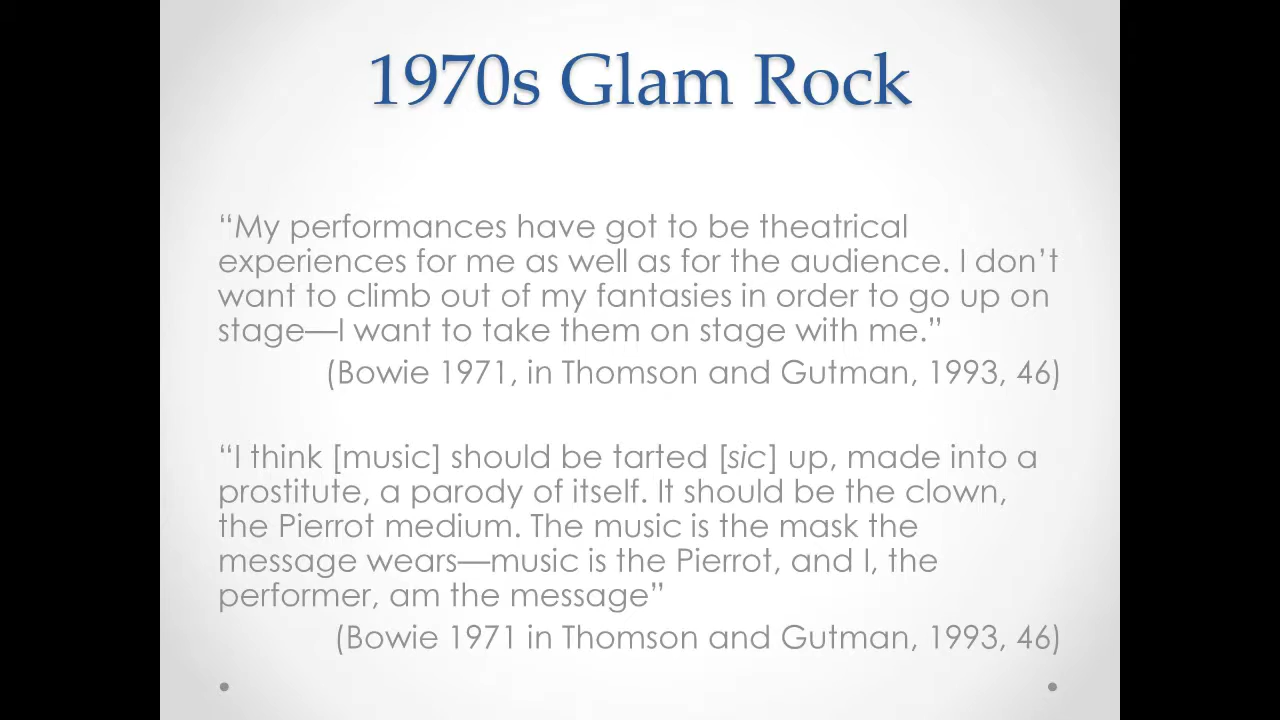 1970s Glam Rock
“My performances have got to be theatrical
experiences for me as well as for the audience. I don’t
want to climb out of my fantasies in order to go up on
stage—I want to take them on stage with me.”
(Bowie 1971, in Thomson and Gutman, 1993, 46)
“I think [music] should be tarted [sic] up, made into a
prostitute, a parody of itself. It should be the clown,
the Pierrot medium. The music is the mask the
message wears—music is the Pierrot, and I, the
performer, am the message”
(Bowie 1971 in Thomson and Gutman, 1993, 46)